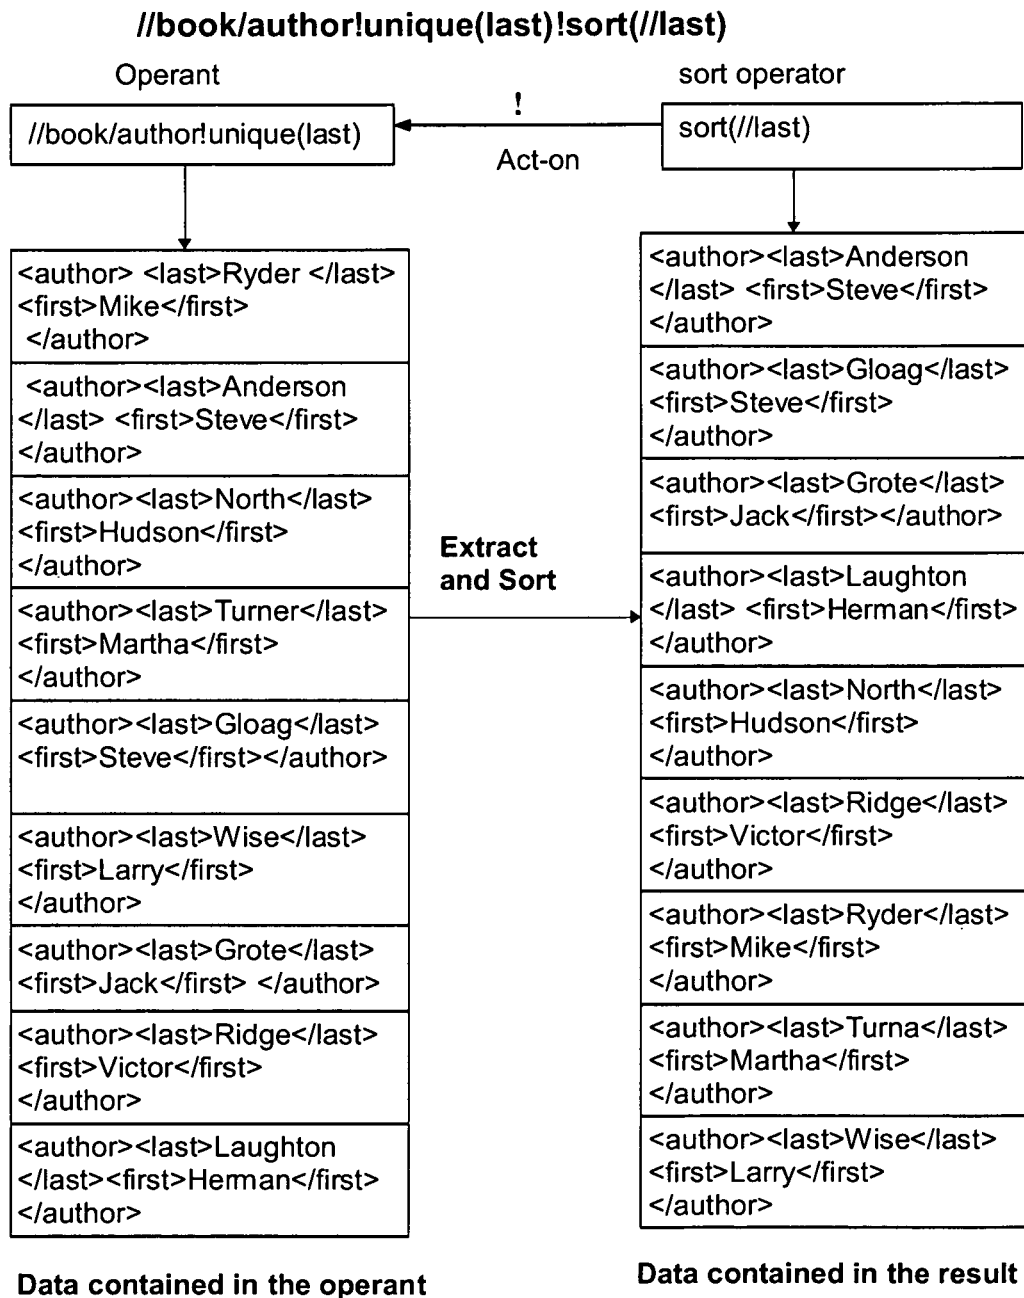 //book/author!unique(last)!sort(//last)
Operant
sort operator
!
//book/author!unique(last)
sort(//last)
Act-on
<author> <last>Ryder </last>
<first>Mike</first>
</author>
<author><last>Anderson
</last> <first>Steve</first>
</author>
<author><last>North</last>
<first>Hudson</first>
</author>
<author><last>Turner</last>
<first>Martha</first>
</author>
<author><last>Gloag</last>
<first>Steve</first></author>
<author><last>Wise</last>
<first>Larry</first>
</author>
<author><last>Grote</last>
<first>Jack</first> </author>
<author><last>Ridge</last>
<first>Victor</first>
</author>
<author><last>Laughton
</last><first>Herman</first>
</author>
Data contained in the operant
Extract
and Sort
<author><last>Anderson
</last> <first>Steve</first>
</author>
<author><last>Gloag</last>
<first>Steve</first>
</author>
<author><last>Grote</last>
<first>Jack</first></author>
<author><last>Laughton
</last> <first>Herman</first>
</author>
<author><last>North</last>
<first>Hudson</first>
</author>
<author><last>Ridge</last>
<first>Victor</first>
</author>
<author><last>Ryder</last>
<first>Mike</first>
</author>
<author><last>Turna</last>
<first>Martha</first>
</author>
<author><last>Wise</last>
<first>Larry</first>
</author>
Data contained in the result